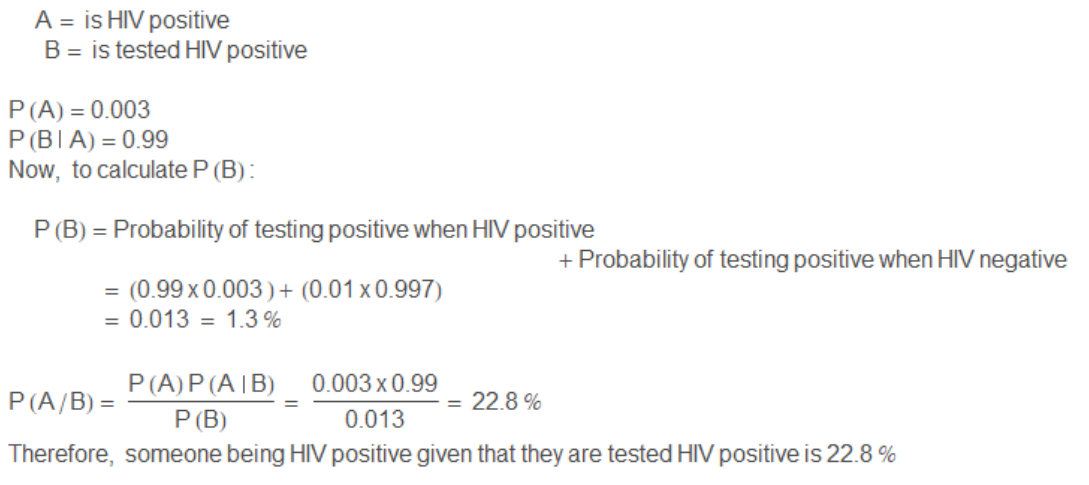 A = is HIV positive
B = is tested HIV positive
P (A) = 0.003
P (B | A) = 0.99
Now, to calculate P (B) :
P (B) = Probability of testing positive when HIV positive
+ Probability of testing positive when HIV negative
= (0.99 x 0.003 ) + (0.01 x 0.997)
= 0.013 = 1.3 %
P (A /B) = P (A) P (A | B) / P (B) = 0.003 x 0.99 / 0.013 = 22.8 %
Therefore, someone being HIV positive given that they are tested HIV positive is 22.8 %